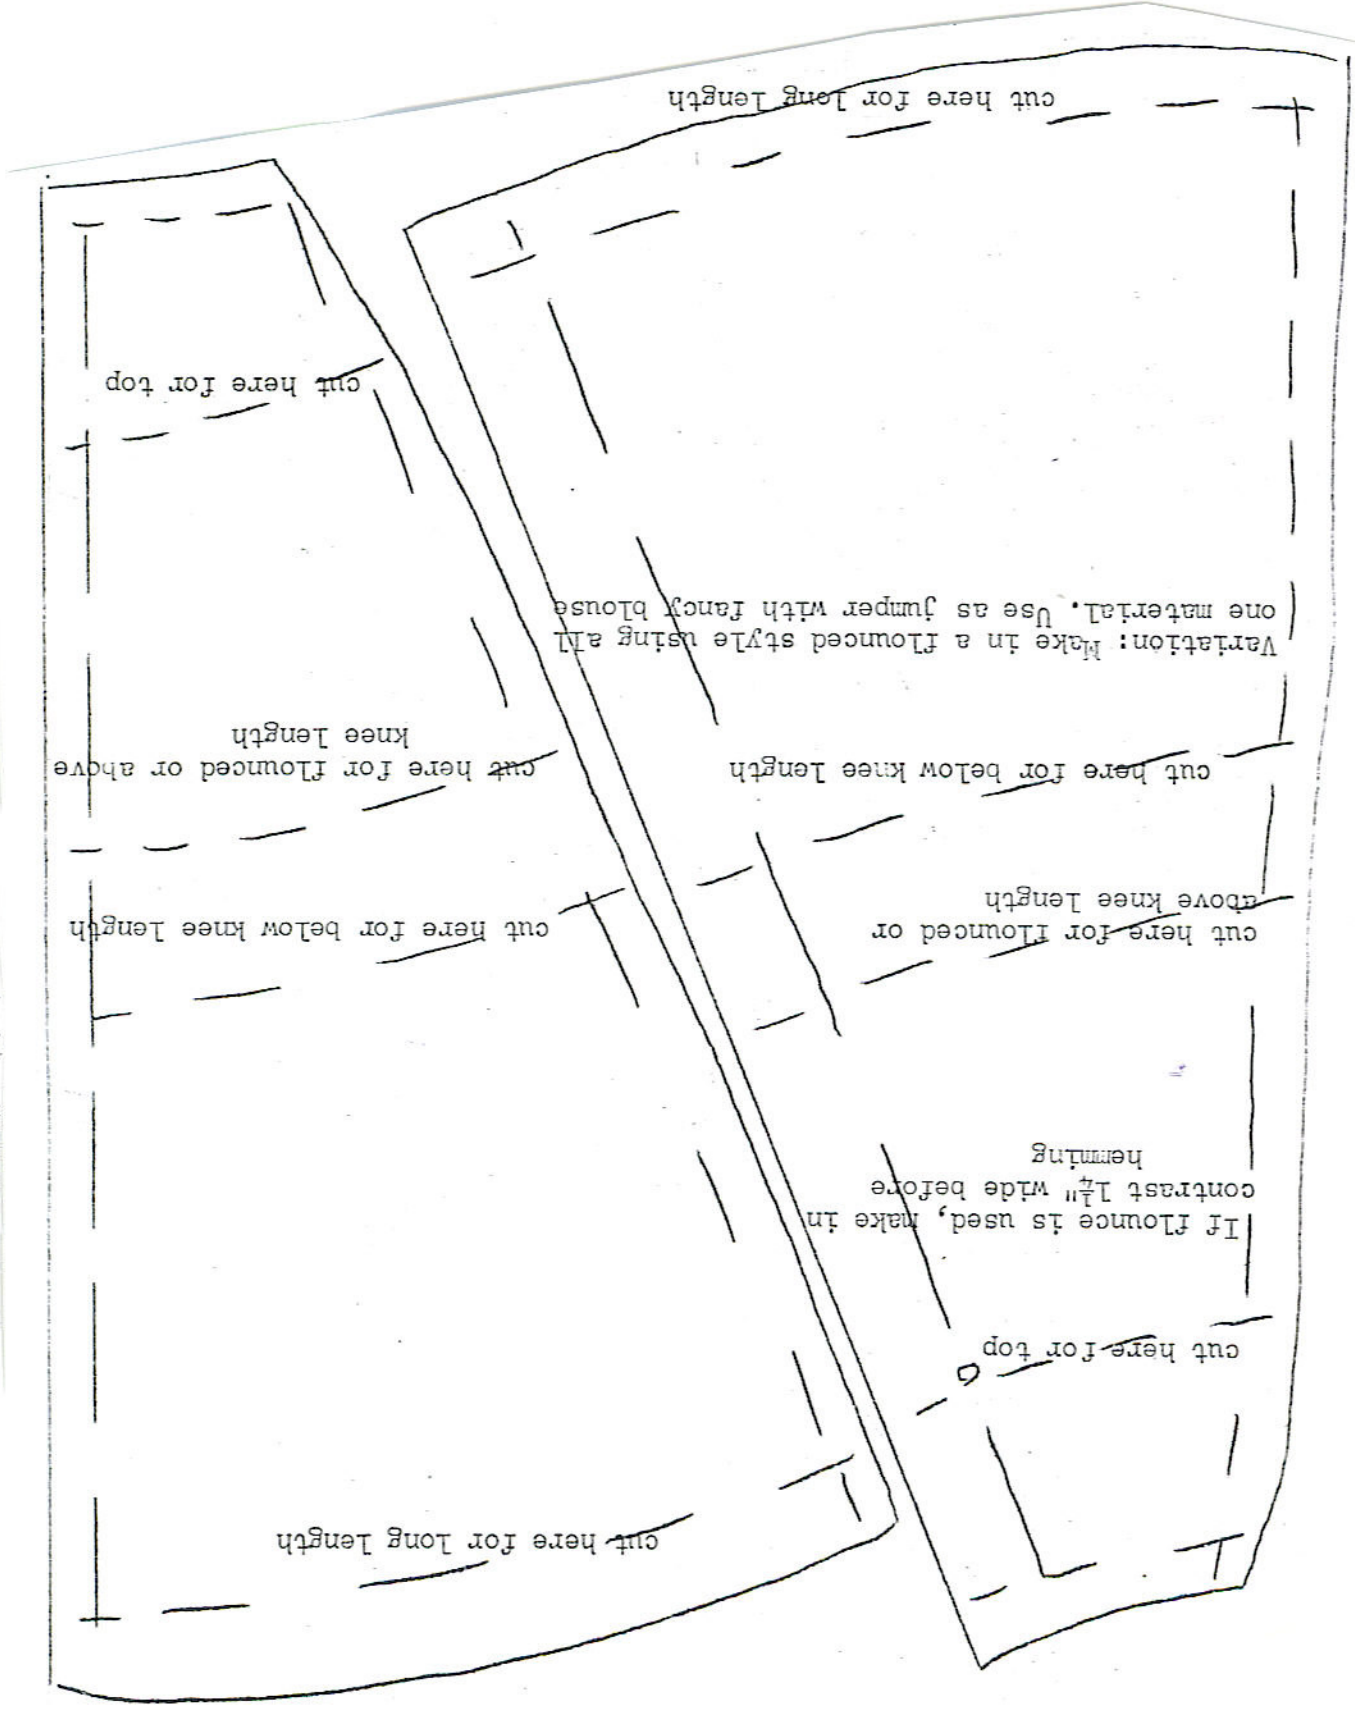 cut here for long length
cut here for top
If flounce is used, make in
contrast 1¼" wide before
hemming
cut here for flounced or
above knee length
cut here for below knee length
Variation: Make in a flounced style using all
one material. Use as jumper with fancy blouse
cut here for long length
cut here for below knee length
cut here for flounced or above
knee length
cut here for top